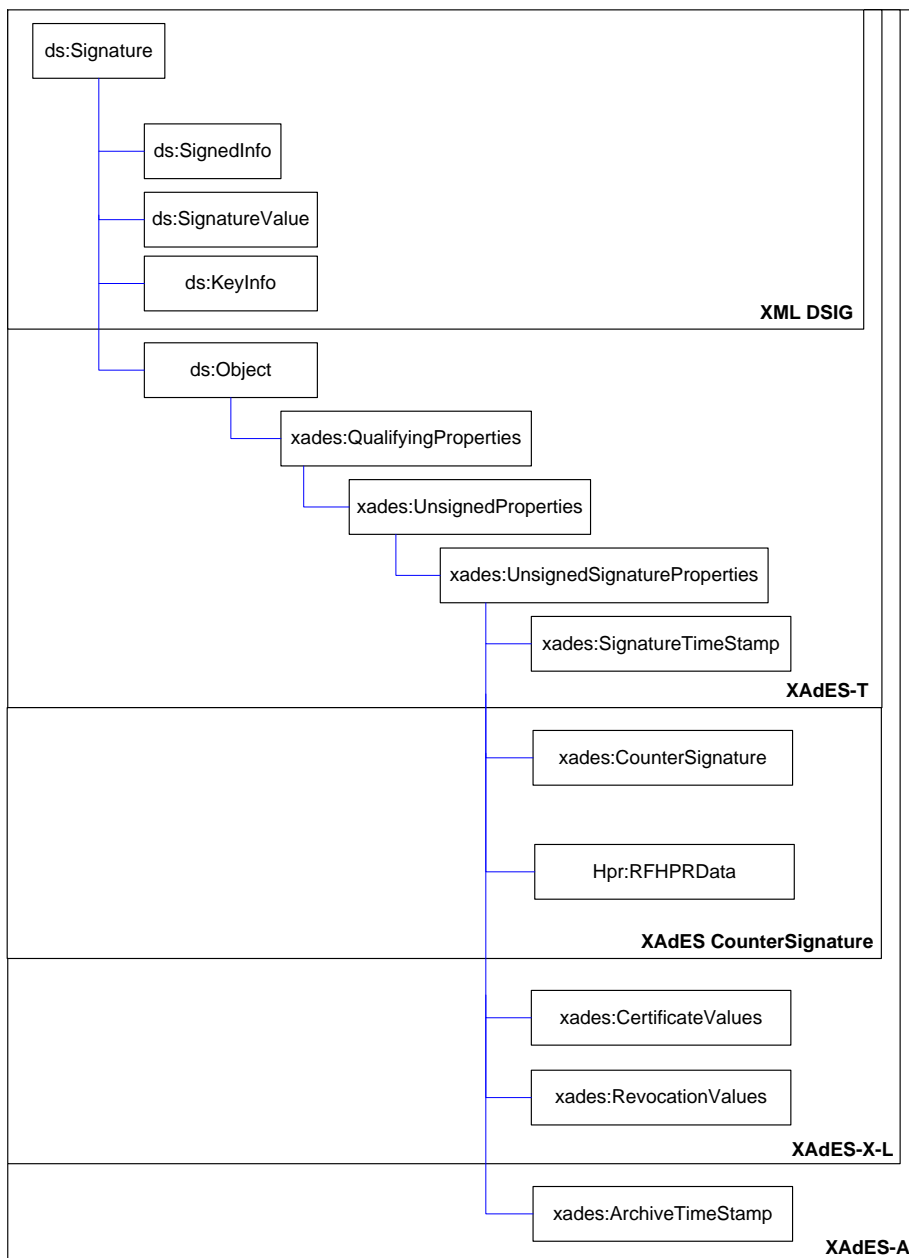 ds:Signature
ds:SignedInfo
ds:SignatureValue
ds:KeyInfo
XML DSIG
ds:Object
xades:QualifyingProperties
xades:UnsignedProperties
xades:UnsignedSignatureProperties
xades:SignatureTimeStamp
XAdES-T
xades:CounterSignature
Hpr:RFHPRData
XAdES CounterSignature
xades:CertificateValues
xades:RevocationValues
XAdES-X-L
xades:ArchiveTimeStamp
XAdES-A